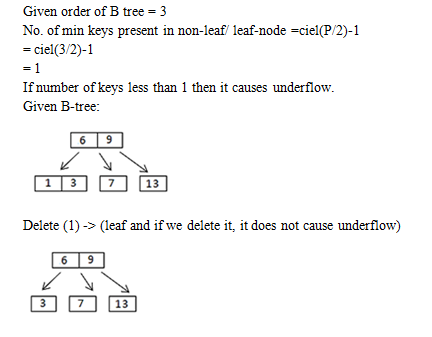 Given order of B tree = 3
No. of min keys present in non-leaf/ leaf-node =ciel(P/2)-1
= ciel(3/2)-1
= 1
If number of keys less than 1 then it causes underflow.
Given B-tree:
6 9
1 3 7 13
Delete (1) -> (leaf and if we delete it, it does not cause underflow)
6 9
3 7 13